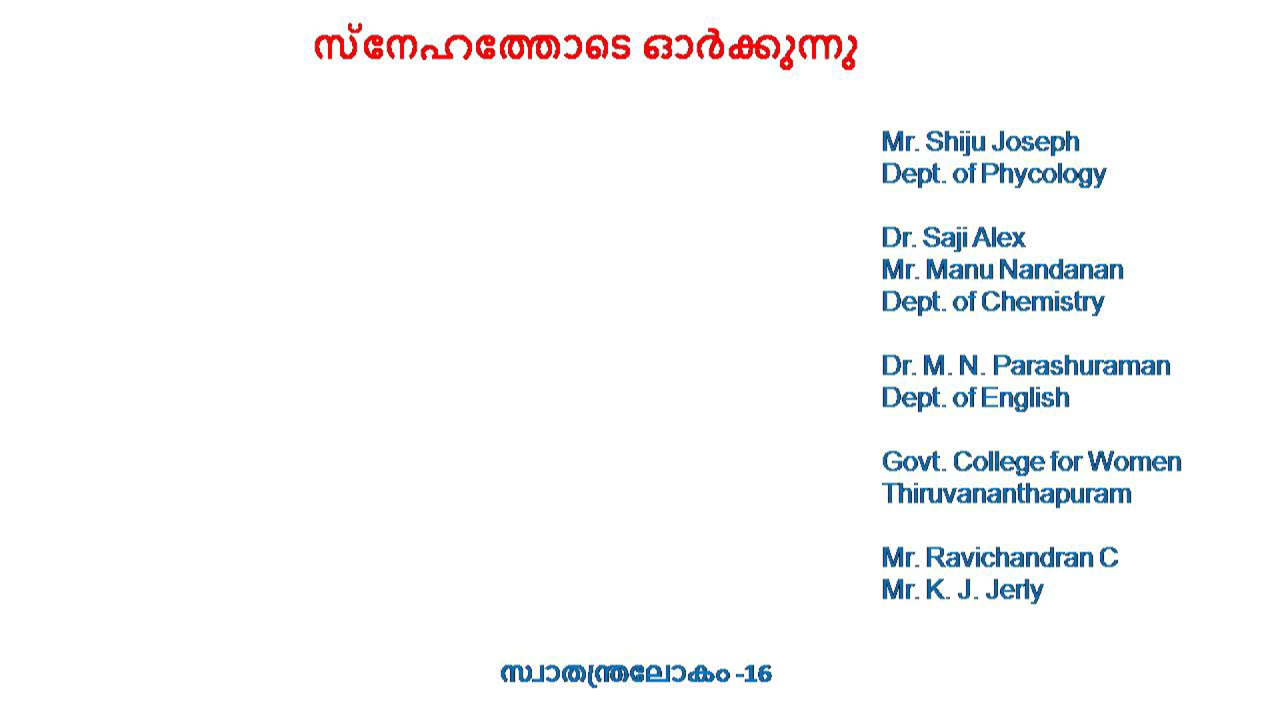 സ്നേഹത്തോടെ ഓർക്കുന്നു
Mr. Shiju Joseph
Dept. of Phycology
Dr. Saji Alex
Mr. Manu Nandanan
Dept. of Chemistry
Dr. M. N. Parashuraman
Dept. of English
Govt. College for Women
Thiruvananthapuram
Mr. Ravichandran C
Mr. K. J. Jerly
സ്വാതന്ത്രലോകം -16